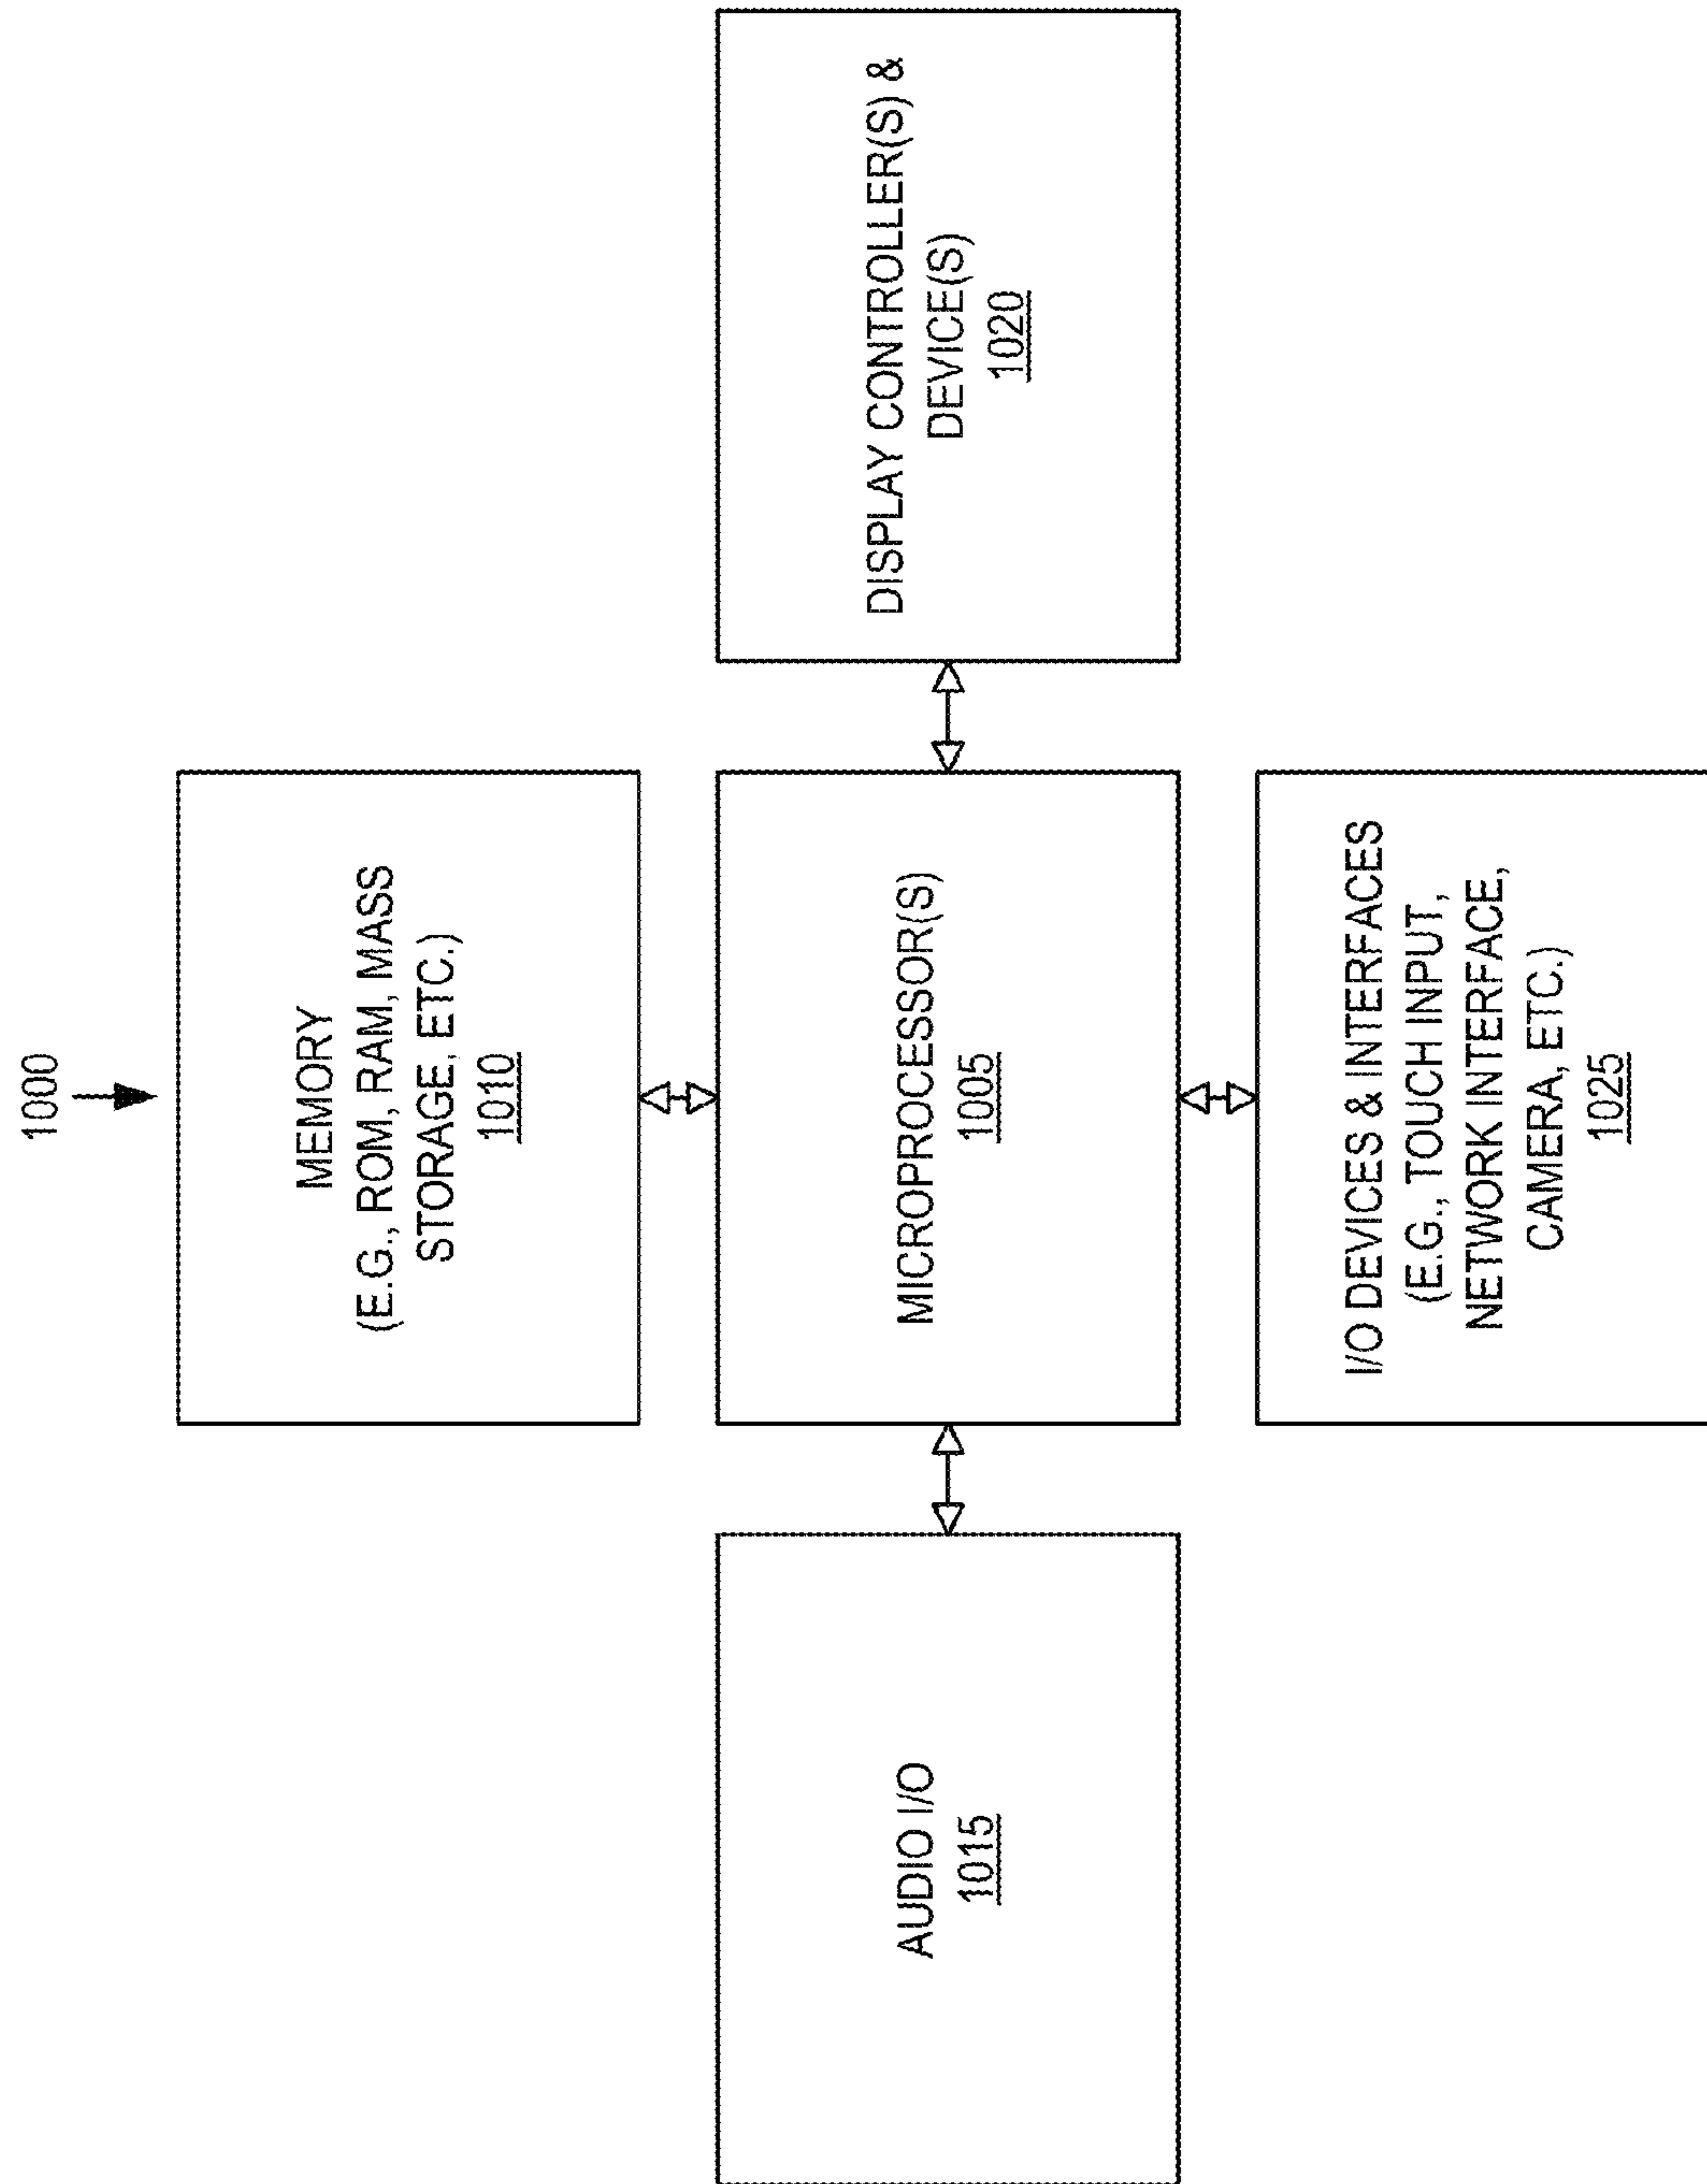 1000
MEMORY
(E.G., ROM, RAM, MASS
STORAGE, ETC.)
1010
AUDIO I/O
1015
MICROPROCESSOR(S)
1005
DISPLAY CONTROLLER(S) &
DEVICE(S)
1020
I/O DEVICES & INTERFACES
(E.G., TOUCH INPUT,
NETWORK INTERFACE,
CAMERA, ETC.)
1025